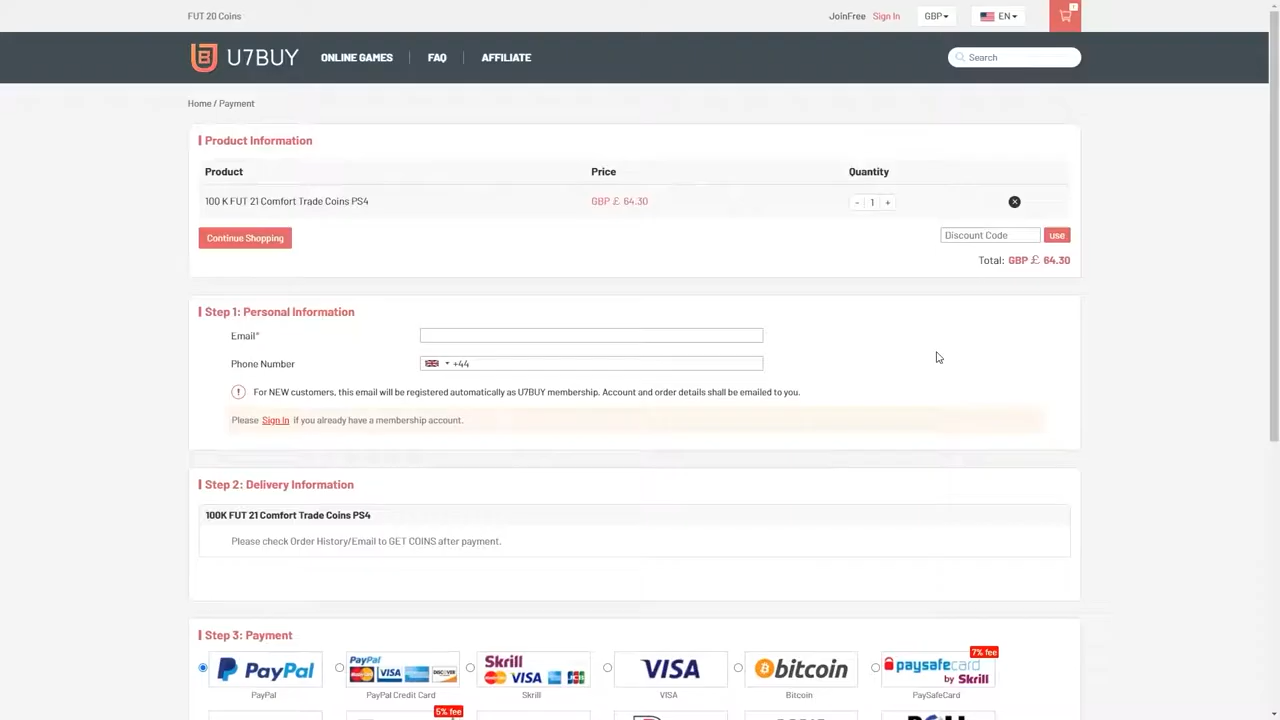 FUT 20 Coins
JoinFree Sign In GBP EN 1
U7BUY ONLINE GAMES FAQ AFFILIATE Search
Home / Payment
Product Information
Product Price Quantity
100 K FUT 21 Comfort Trade Coins PS4 GBP £ 64.30 - 1 +
Continue Shopping Discount Code use
Total: GBP £ 64.30
Step 1: Personal Information
Email*
Phone Number +44
For NEW customers, this email will be registered automatically as U7BUY membership. Account and order details shall be emailed to you.
Please Sign In if you already have a membership account.
Step 2: Delivery Information
100K FUT 21 Comfort Trade Coins PS4
Please check Order History/Email to GET COINS after payment.
Step 3: Payment
7% fee
PayPal PayPal VISA DISCOVER Skrill VISA JCB VISA bitcoin paysafecard by Skrill
PayPal PayPal Credit Card Skrill VISA Bitcoin PaySafeCard
5% fee